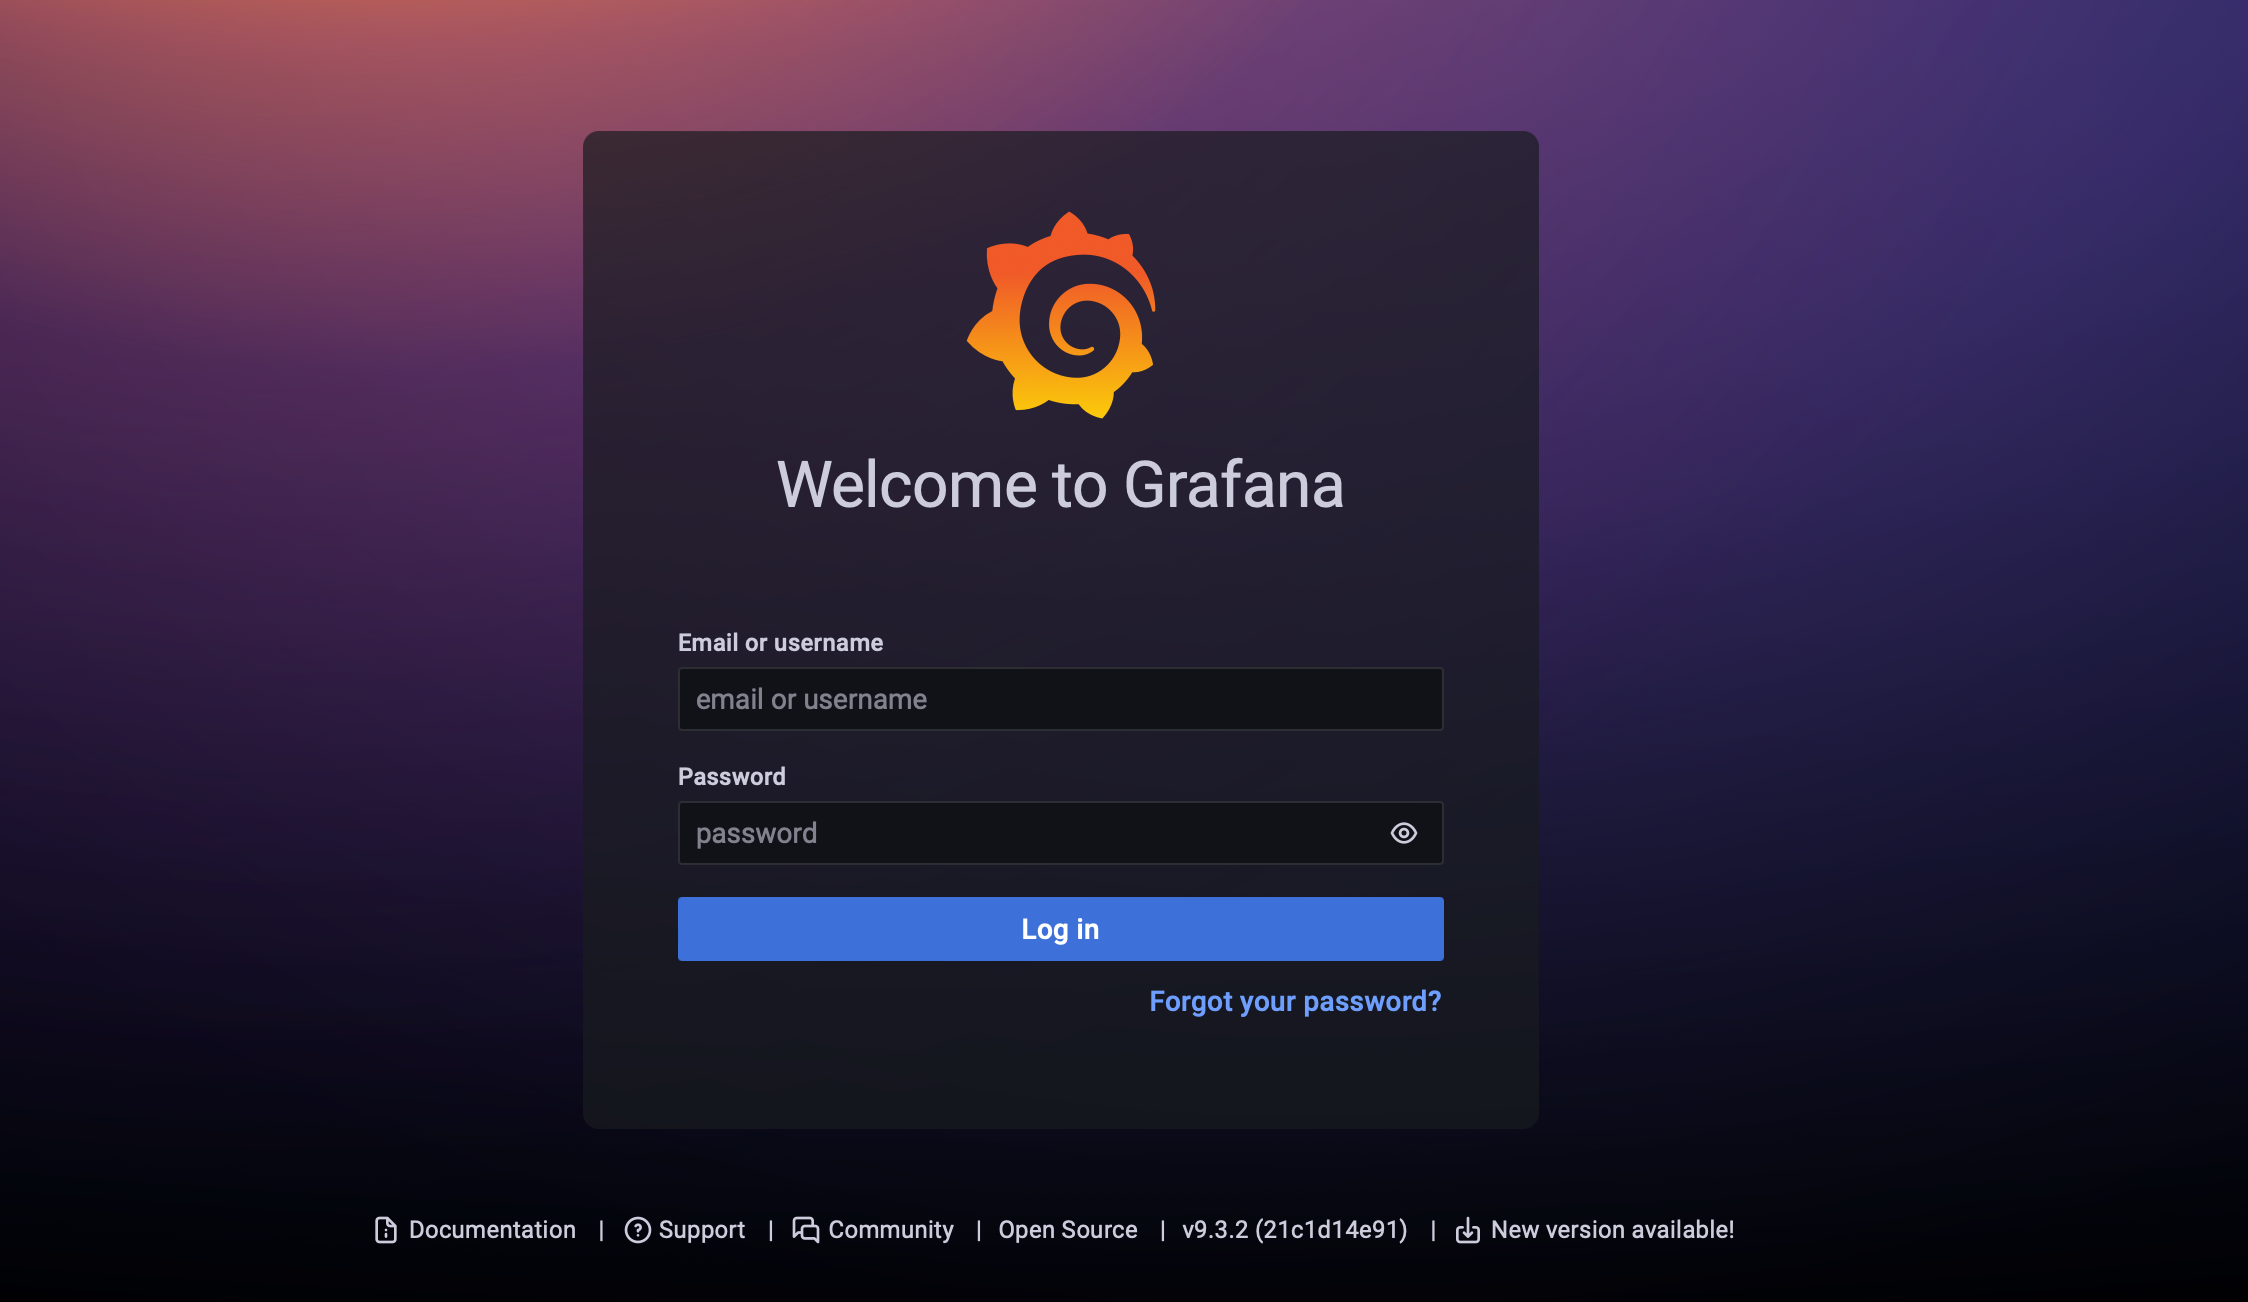 Welcome to Grafana
Email or username
email or username
Password
password
Log in
Forgot your password?
Documentation | Support | Community | Open Source | v9.3.2 (21c1d14e91) | New version available!